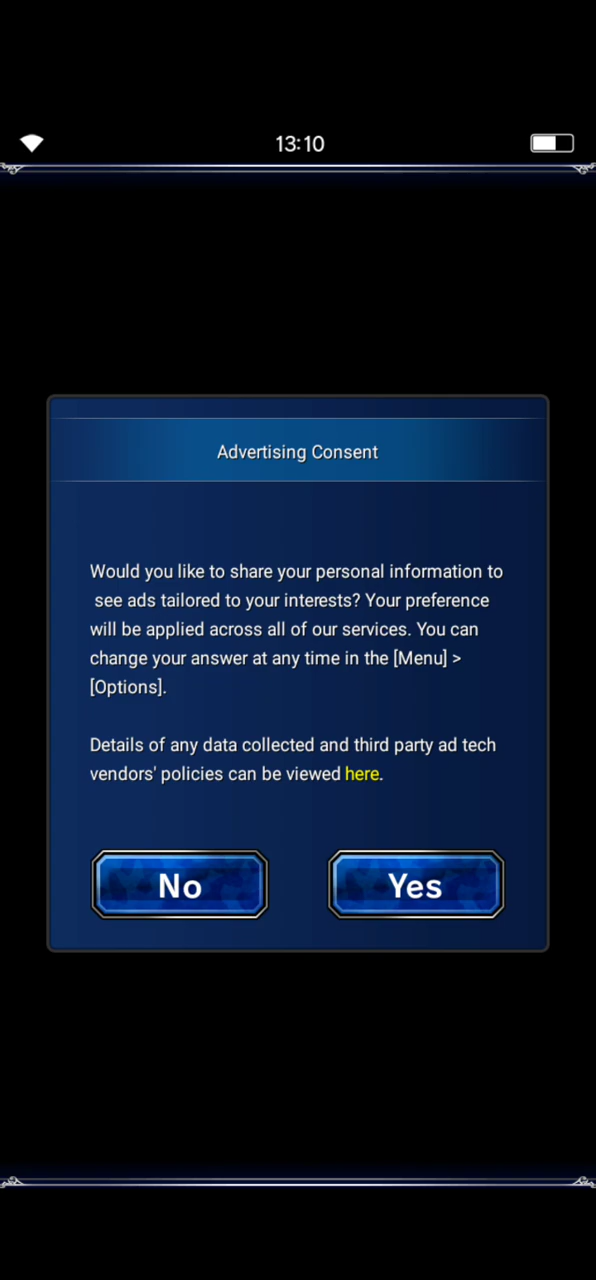 13:10
Advertising Consent
Would you like to share your personal information to
see ads tailored to your interests? Your preference
will be applied across all of our services. You can
change your answer at any time in the [Menu] >
[Options].
Details of any data collected and third party ad tech
vendors' policies can be viewed here.
No
Yes